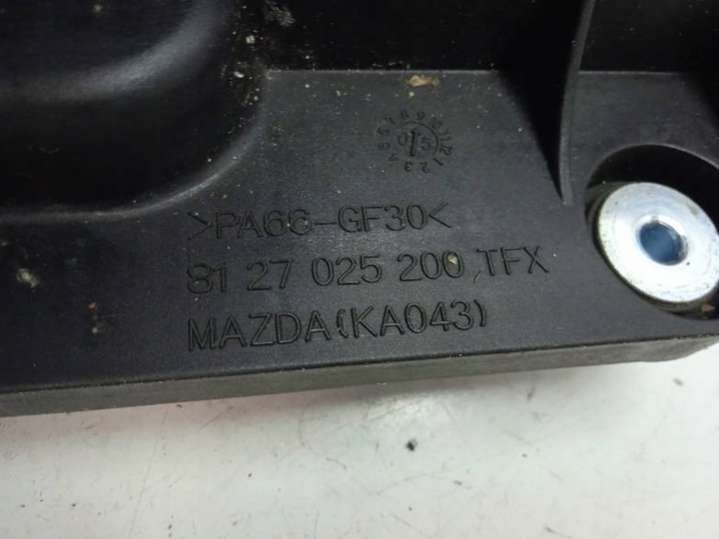 >PA66-GF30<
81 27 025 200 TFX
MAZDA(KA043)